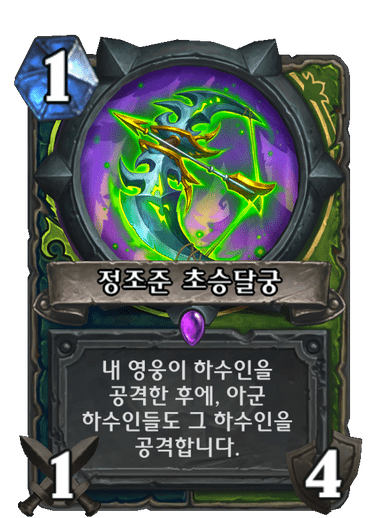 1
정조준 초승달궁
내 영웅이 하수인을
공격한 후에, 아군
하수인들도 그 하수인을
공격합니다.
1
4